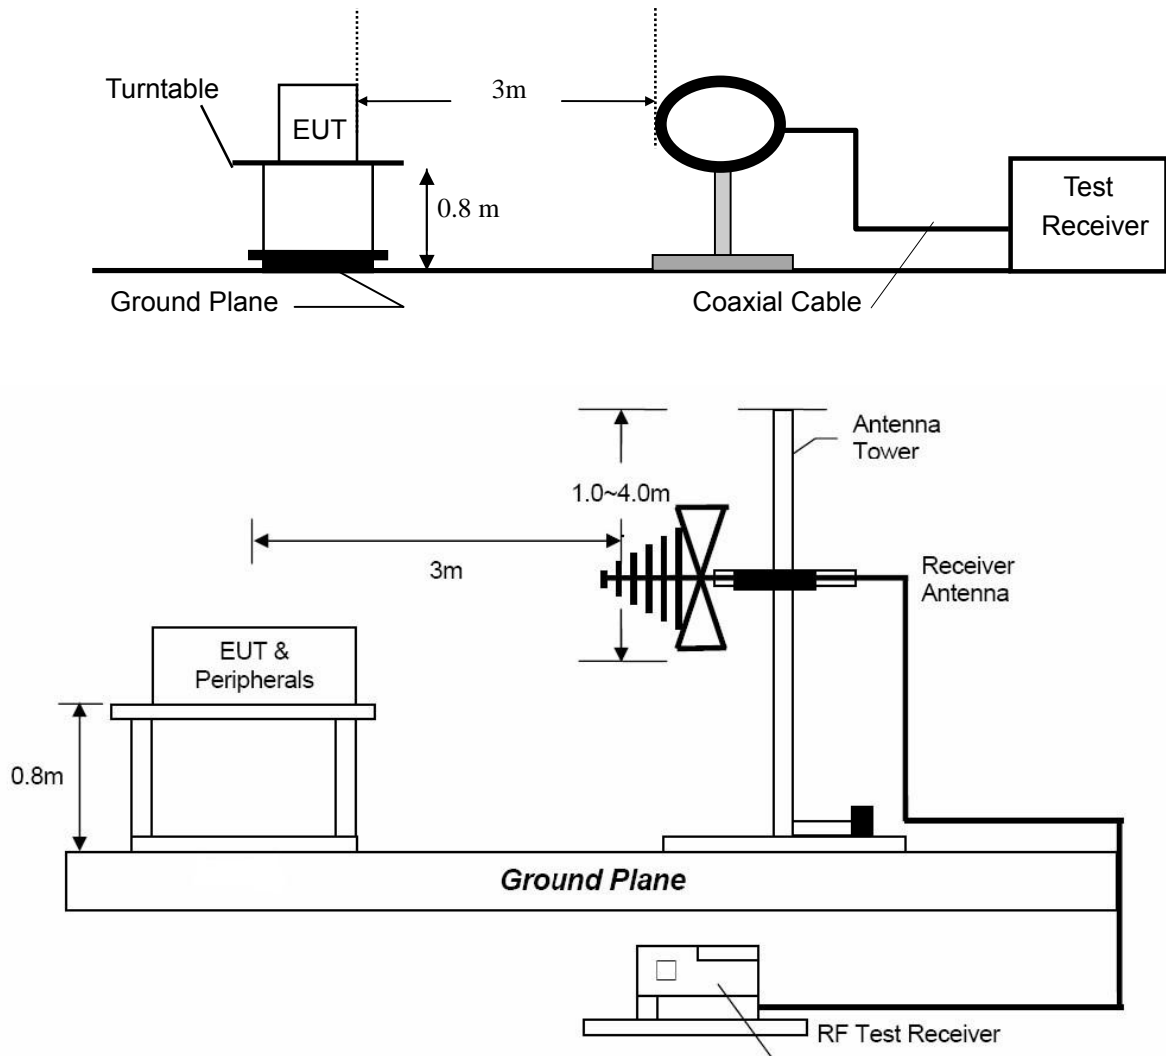 3m
Turntable
EUT
0.8 m
Test
Receiver
Ground Plane
Coaxial Cable
Antenna
Tower
1.0~4.0m
3m
Receiver
Antenna
EUT &
Peripherals
0.8m
Ground Plane
RF Test Receiver